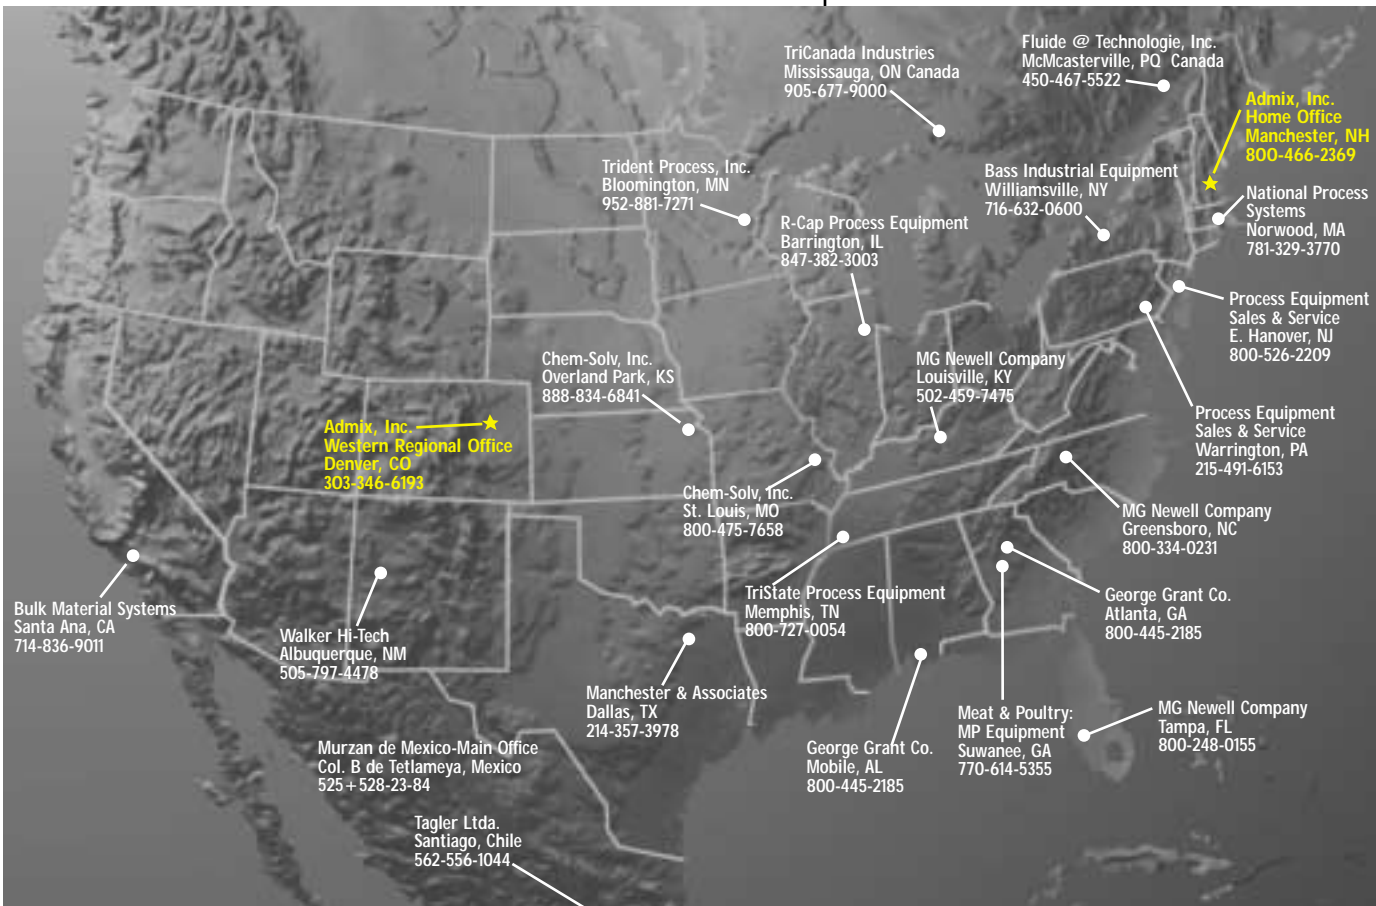 TriCanada Industries
Mississauga, ON Canada
905-677-9000
Fluide @ Technologie, Inc.
McMcasterville, PQ Canada
450-467-5522
Admix, Inc.
Home Office
Manchester, NH
800-466-2369
Trident Process, Inc.
Bloomington, MN
952-881-7271
Bass Industrial Equipment
Williamsville, NY
716-632-0600
National Process
Systems
Norwood, MA
781-329-3770
R-Cap Process Equipment
Barrington, IL
847-382-3003
Process Equipment
Sales & Service
E. Hanover, NJ
800-526-2209
Chem-Solv, Inc.
Overland Park, KS
888-834-6841
MG Newell Company
Louisville, KY
502-459-7475
Admix, Inc.
Western Regional Office
Denver, CO
303-346-6193
Process Equipment
Sales & Service
Warrington, PA
215-491-6153
Chem-Solv, Inc.
St. Louis, MO
800-475-7658
MG Newell Company
Greensboro, NC
800-334-0231
Bulk Material Systems
Santa Ana, CA
714-836-9011
Walker Hi-Tech
Albuquerque, NM
505-797-4478
TriState Process Equipment
Memphis, TN
800-727-0054
George Grant Co.
Atlanta, GA
800-445-2185
Manchester & Associates
Dallas, TX
214-357-3978
Murzan de Mexico-Main Office
Col. B de Tetlameya, Mexico
525+528-23-84
George Grant Co.
Mobile, AL
800-445-2185
Meat & Poultry:
MP Equipment
Suwanee, GA
770-614-5355
MG Newell Company
Tampa, FL
800-248-0155
Tagler Ltda.
Santiago, Chile
562-556-1044